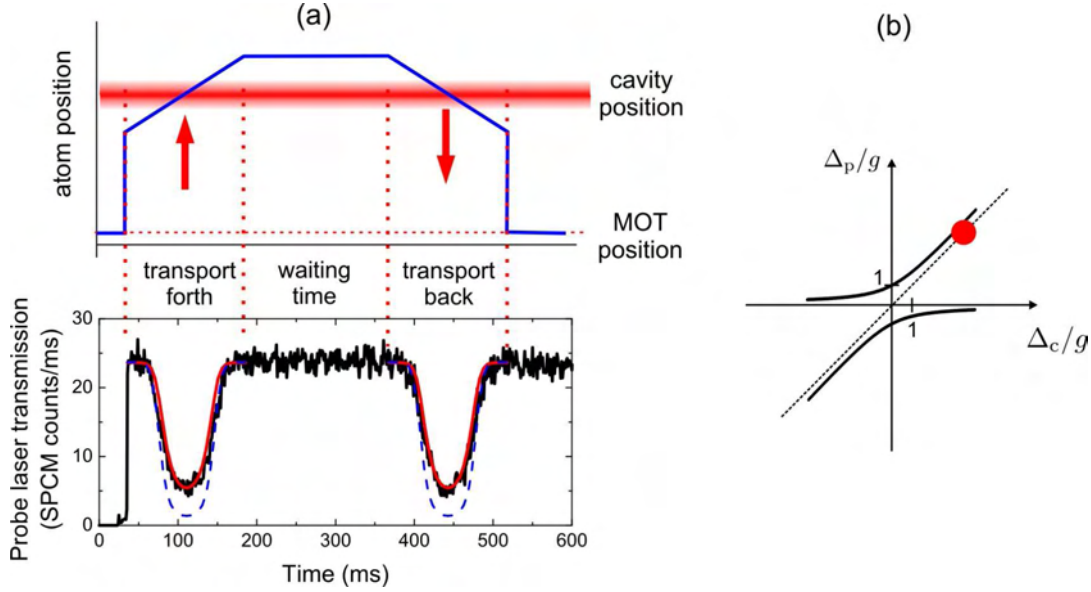 (a)
atom position
cavity
position
MOT
position
transport
forth
waiting
time
transport
back
Probe laser transmission
(SPCM counts/ms)
30
20
10
0
0 100 200 300 400 500 600
Time (ms)
(b)
Δp/g
1
1
Δc/g